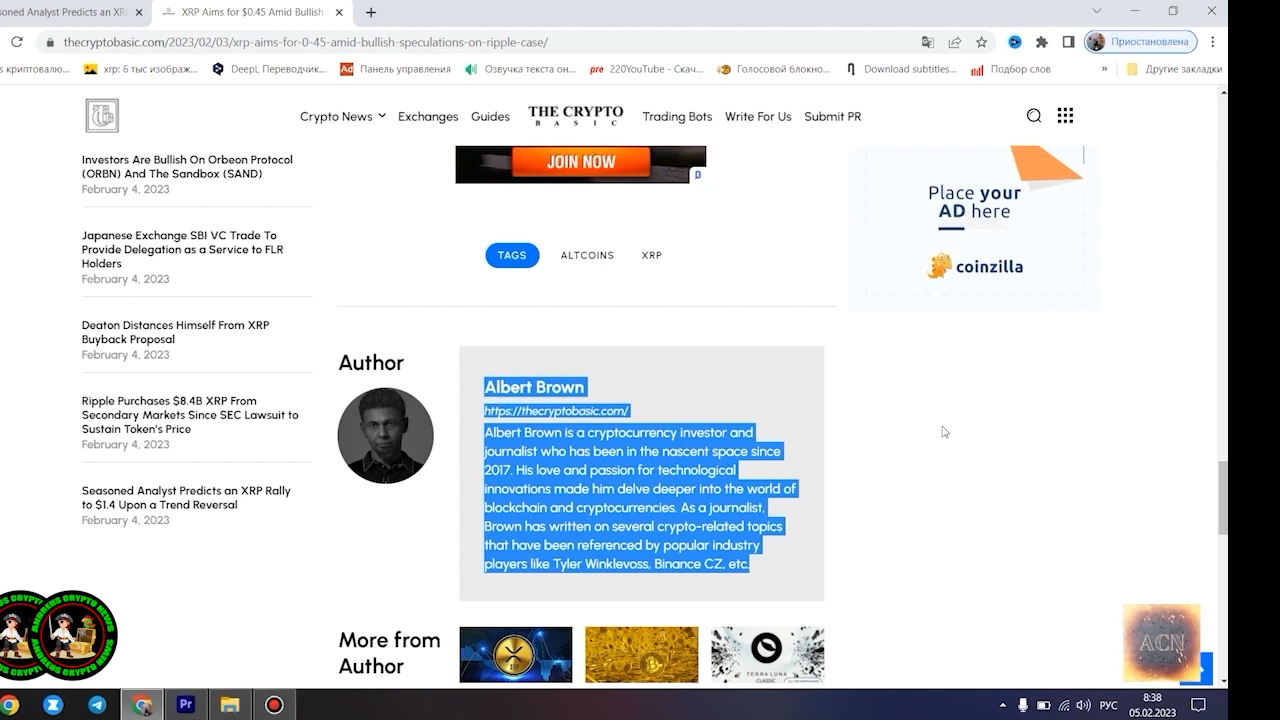 soned Analyst Predicts an XRI
XRP Aims for $0.45 Amid Bullish
thecryptobasic.com/2023/02/03/xrp-aims-for-0-45-amid-bullish-speculations-on-ripple-case/
Приостановлена
s криптовалю...
xrp: 6 тыс изображ...
DeepL Переводчик...
Ad
Панель управления
Озвучка текста он...
pre
220YouTube - Скач...
Голосовой блокно...
Download subtitles...
Подбор слов
»
Другие закладки
Crypto News
Exchanges
Guides
THE CRYPTO
BASIC
Trading Bots
Write For Us
Submit PR
Investors Are Bullish On Orbeon Protocol
(ORBN) And The Sandbox (SAND)
February 4, 2023
Japanese Exchange SBI VC Trade To
Provide Delegation as a Service to FLR
Holders
February 4, 2023
Deaton Distances Himself From XRP
Buyback Proposal
February 4, 2023
Ripple Purchases $8.4B XRP From
Secondary Markets Since SEC Lawsuit to
Sustain Token's Price
February 4, 2023
Seasoned Analyst Predicts an XRP Rally
to $1.4 Upon a Trend Reversal
February 4, 2023
JOIN NOW
TAGS
ALTCOINS
XRP
Author
Albert Brown
https://thecryptobasic.com/
Albert Brown is a cryptocurrency investor and
journalist who has been in the nascent space since
2017. His love and passion for technological
innovations made him delve deeper into the world of
blockchain and cryptocurrencies. As a journalist,
Brown has written on several crypto-related topics
that have been referenced by popular industry
players like Tyler Winklevoss, Binance CZ, etc.
More from
Author
TERRA LUNA
CLASSIC
Place your
AD here
coinzilla
ANDREUS CRYPTO NEWS
ACN
Pr
РУС
8:38
05.02.2023